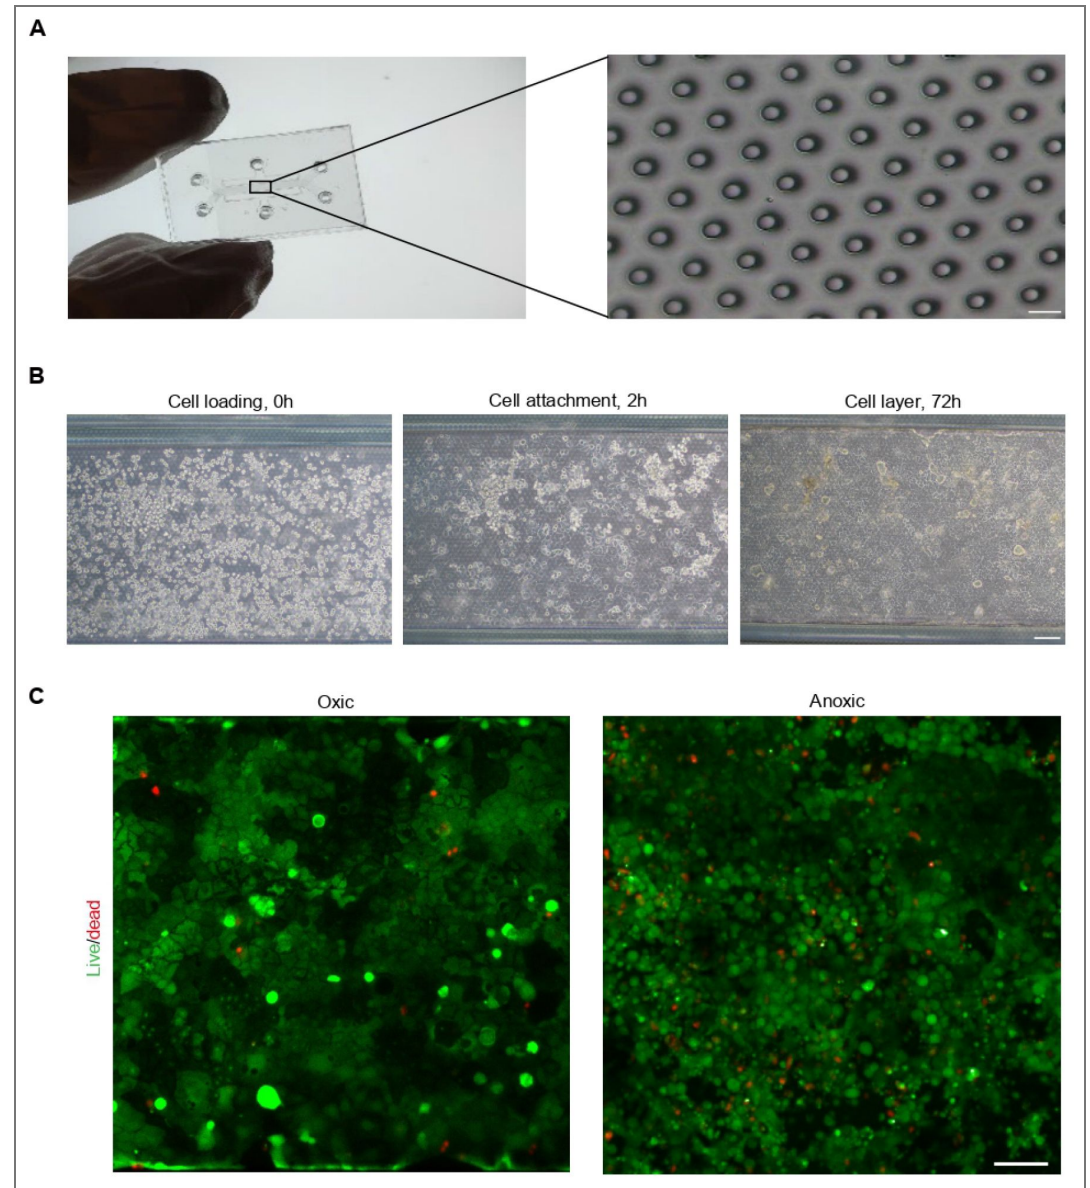 A
B
Cell loading, 0h
Cell attachment, 2h
Cell layer, 72h
C
Oxic
Anoxic
Live/dead